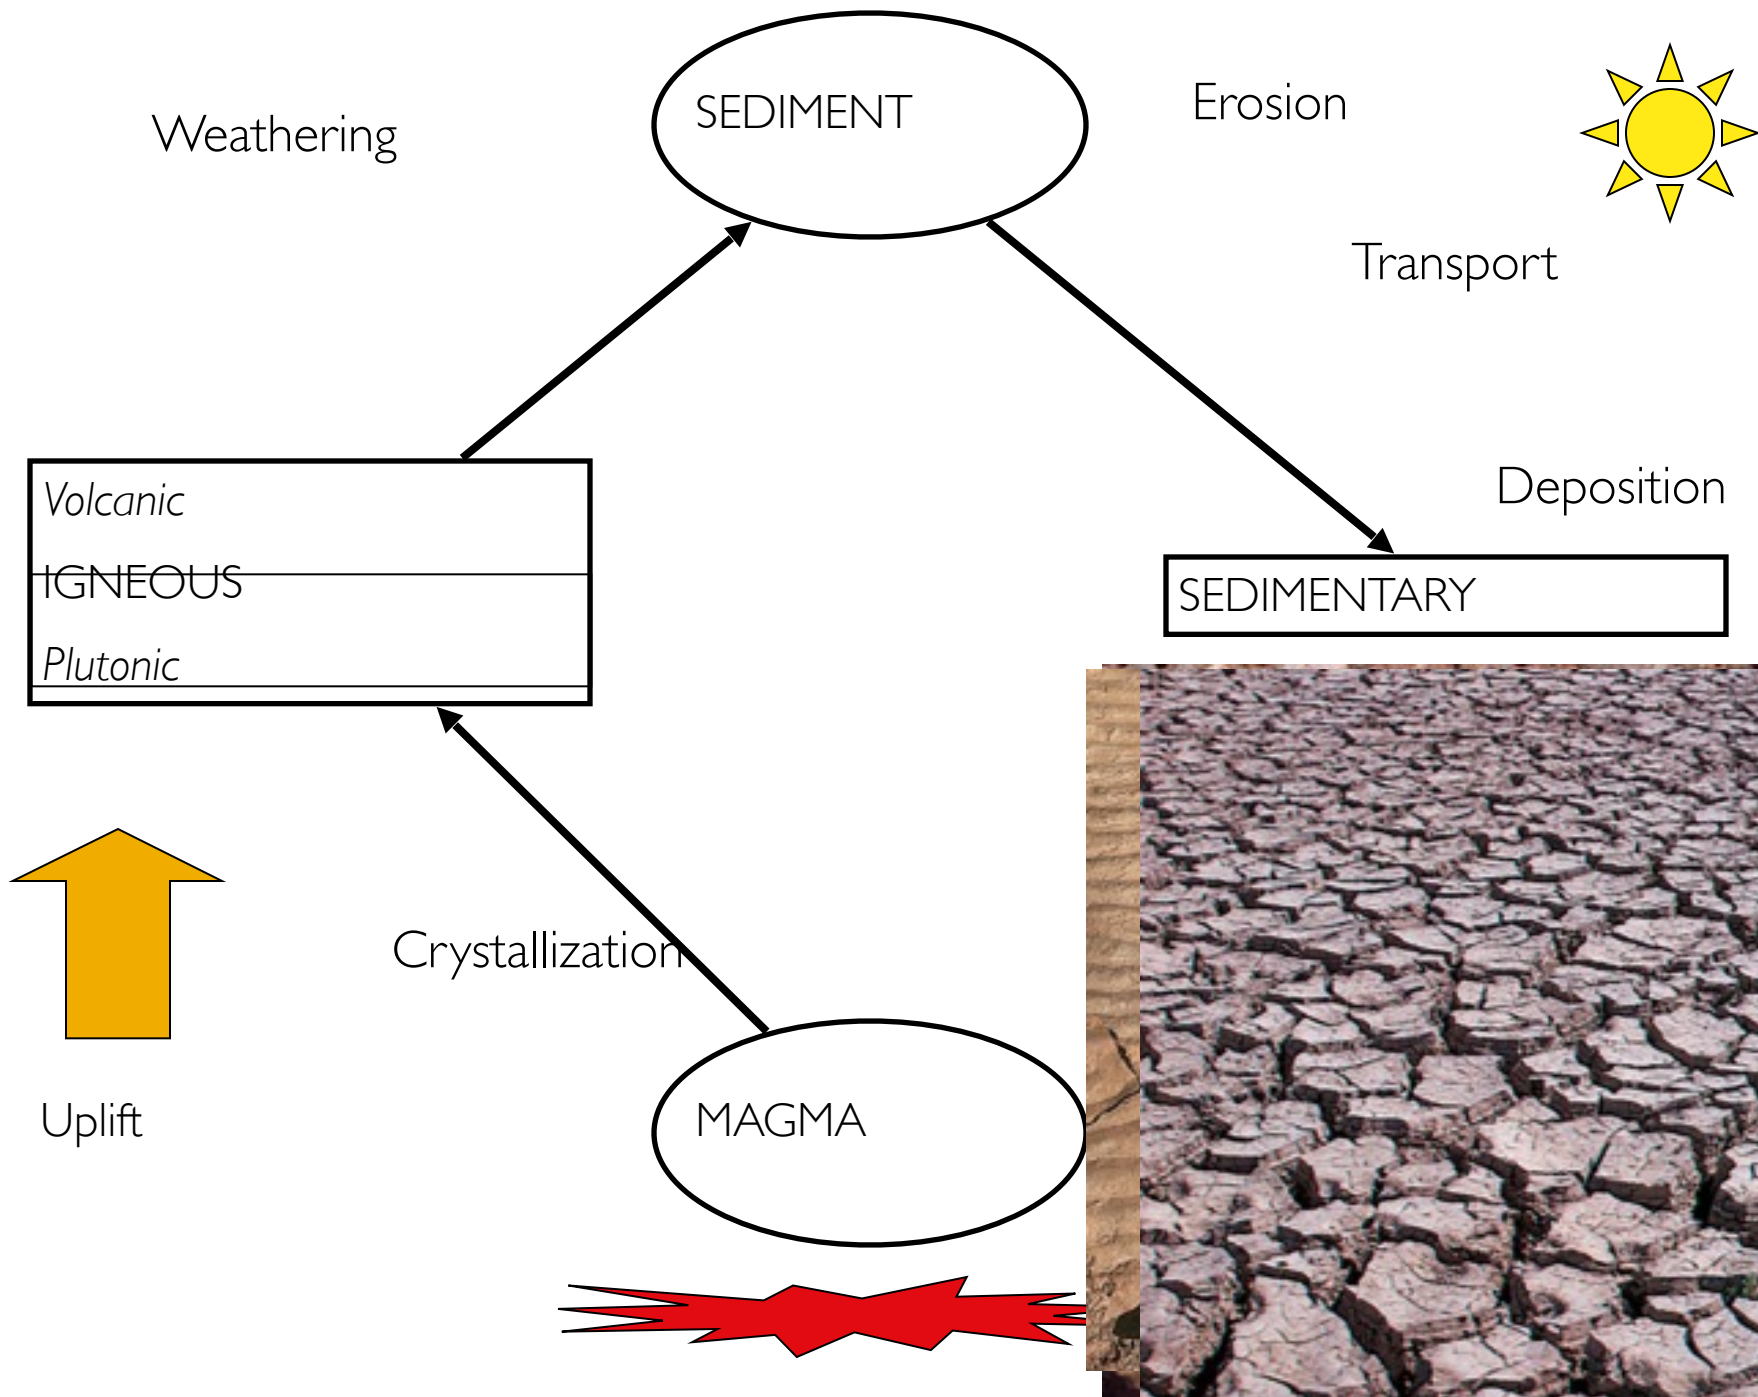 SEDIMENT
Erosion
Weathering
Transport
Volcanic
Deposition
IGNEOUS
SEDIMENTARY
Plutonic
Crystallization
Uplift
MAGMA